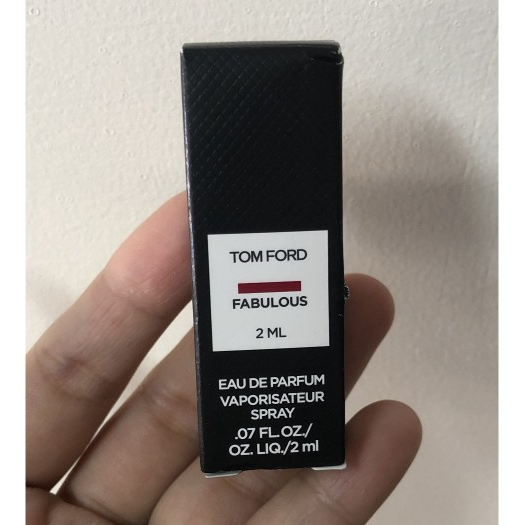 TOM FORD
FABULOUS
2 ML
EAU DE PARFUM
VAPORISATEUR
SPRAY
.07 FL.OZ./
OZ. LIQ./2 ml